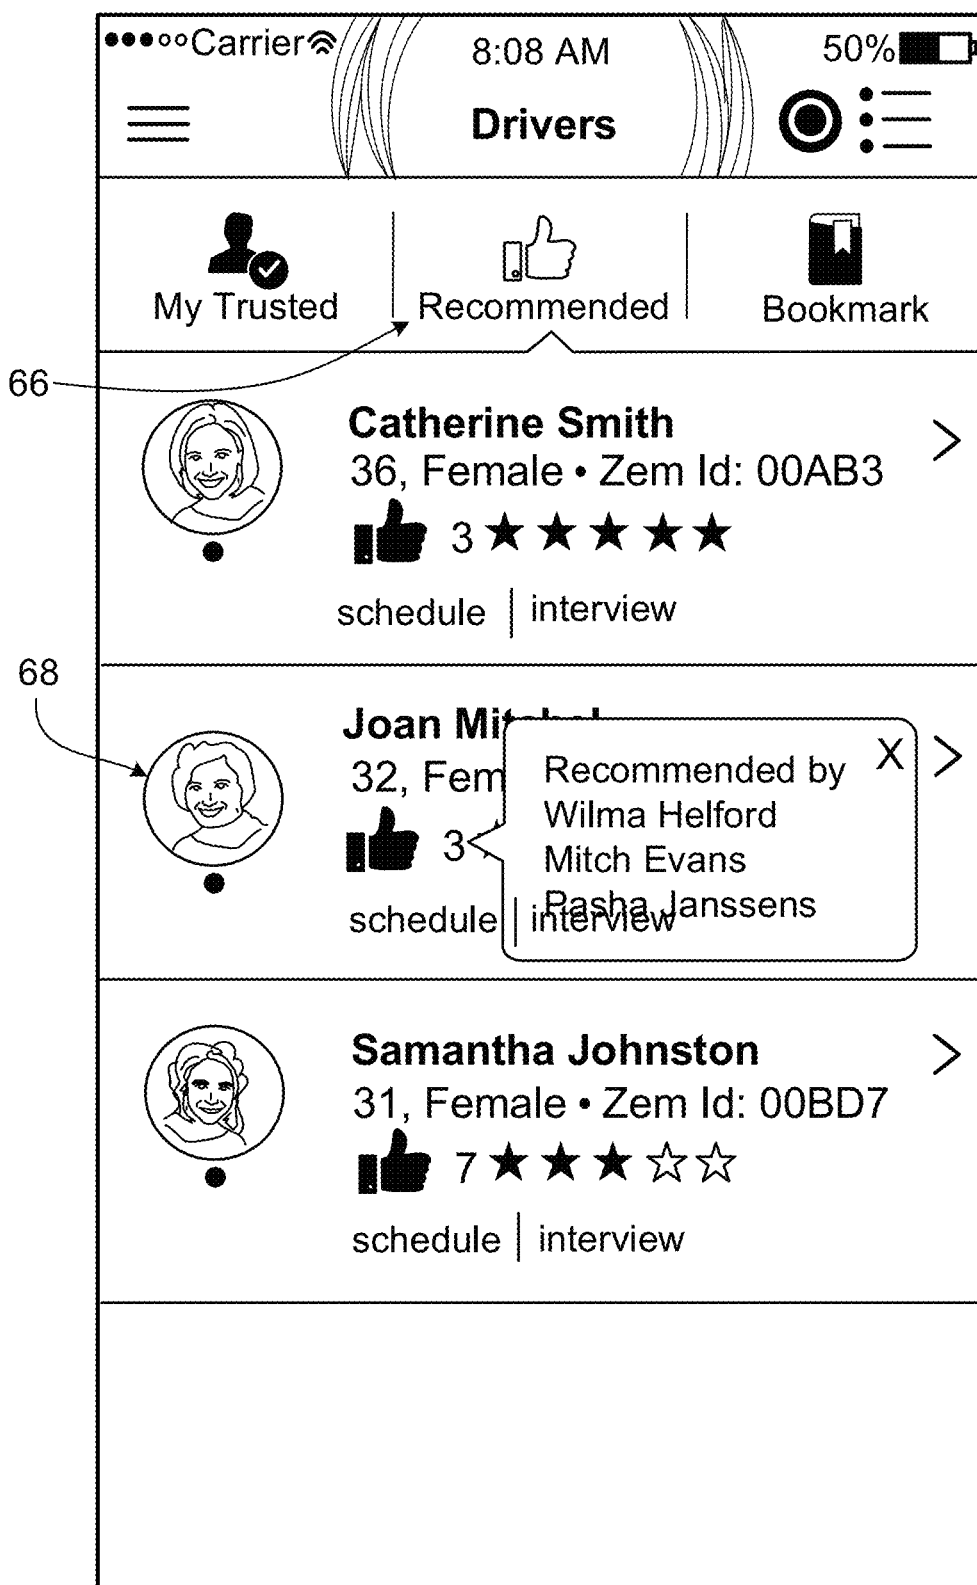 Carrier 8:08 AM 50%
Drivers
My Trusted Recommended Bookmark
66
Catherine Smith
36, Female • Zem Id: 00AB3
3
schedule | interview
68
Joan
32,
3
schedule | interview
Recommended by X
Wilma Helford
Mitch Evans
Pasha Janssens
Samantha Johnston
31, Female • Zem Id: 00BD7
7
schedule | interview